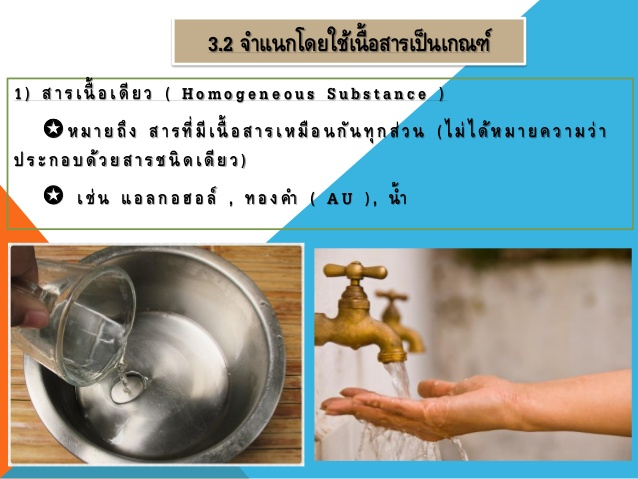 3.2 จำแนกโดยใช้เนื้อสารเป็นเกณฑ์
1) สารเนื้อเดียว ( Homogeneous Substance )
✪หมายถึง สารที่มีเนื้อสารเหมือนกันทุกส่วน (ไม่ได้หมายความว่า
ประกอบด้วยสารชนิดเดียว)
✪ เช่น แอลกอฮอล์ , ทองคำ ( AU ), น้ำ